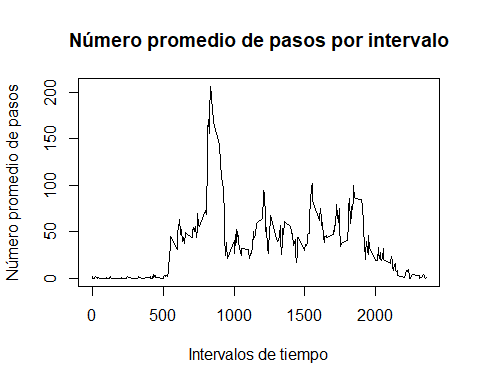 Número promedio de pasos por intervalo
Número promedio de pasos
200
150
100
50
0
0 500 1000 1500 2000
Intervalos de tiempo